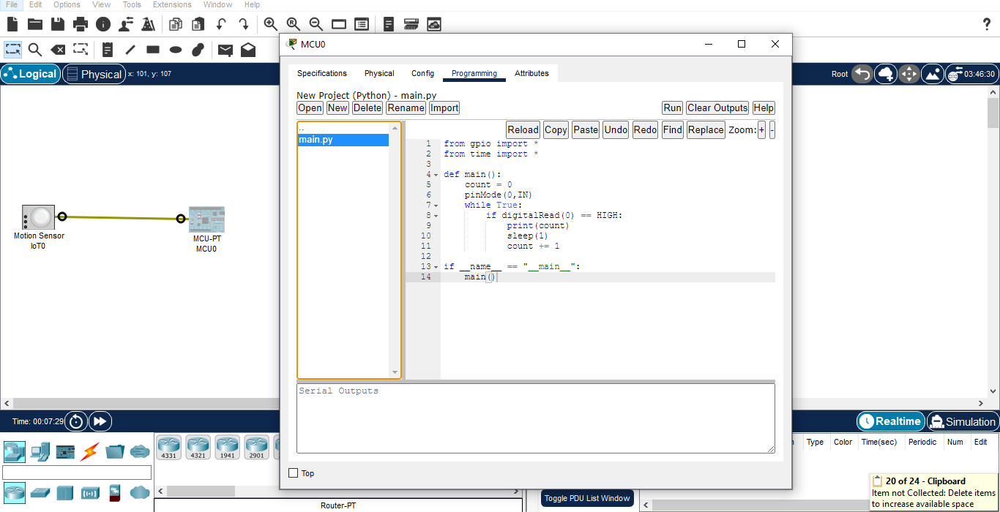 File Edit Options View Tools Extensions Window Help
?
MCU0
Logical Physical x: 101, y: 107
Root 03:46:30
Specifications Physical Config Programming Attributes
New Project (Python) - main.py
Open New Delete Rename Import Run Clear Outputs Help
Reload Copy Paste Undo Redo Find Replace Zoom: + -
..
main.py
1 from gpio import *
2 from time import *
3
4 def main():
5 count = 0
6 pinMode(0,IN)
7 while True:
8 if digitalRead(0) == HIGH:
9 print(count)
10 sleep(1)
11 count += 1
12
13 if __name__ == "__main__":
14 main()
Motion Sensor
IoT0
MCU-PT
MCU0
Serial Outputs
Top
Time: 00:07:29
Realtime Simulation
4331 4321 1941 2901
Type Color Time(sec) Periodic Num Edit
Router-PT
Toggle PDU List Window
20 of 24 - Clipboard
Item not Collected: Delete items
to increase available space